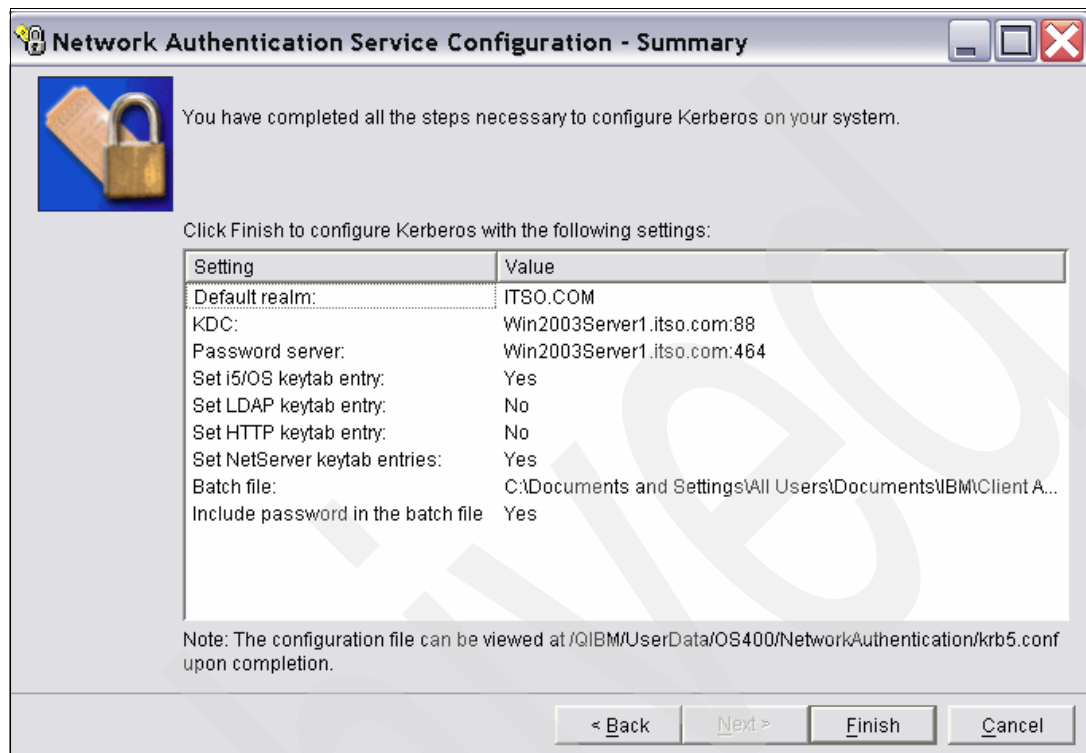 Network Authentication Service Configuration - Summary
You have completed all the steps necessary to configure Kerberos on your system.
Click Finish to configure Kerberos with the following settings:
Setting Value
Default realm: ITSO.COM
KDC: Win2003Server1.itso.com:88
Password server: Win2003Server1.itso.com:464
Set i5/OS keytab entry: Yes
Set LDAP keytab entry: No
Set HTTP keytab entry: No
Set NetServer keytab entries: Yes
Batch file: C:\Documents and Settings\All Users\Documents\IBM\Client A...
Include password in the batch file Yes
Note: The configuration file can be viewed at /QIBM/UserData/OS400/NetworkAuthentication/krb5.conf
upon completion.
< Back Next > Finish Cancel